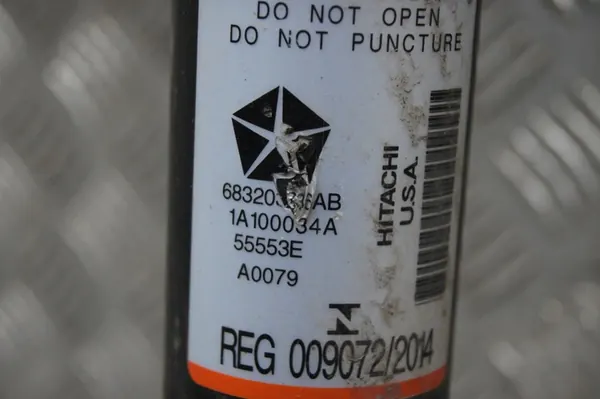 DO NOT OPEN
DO NOT PUNCTURE
1A100034A
55553E
A0079
HITACHI
U.S.A.
REG 009072/2014